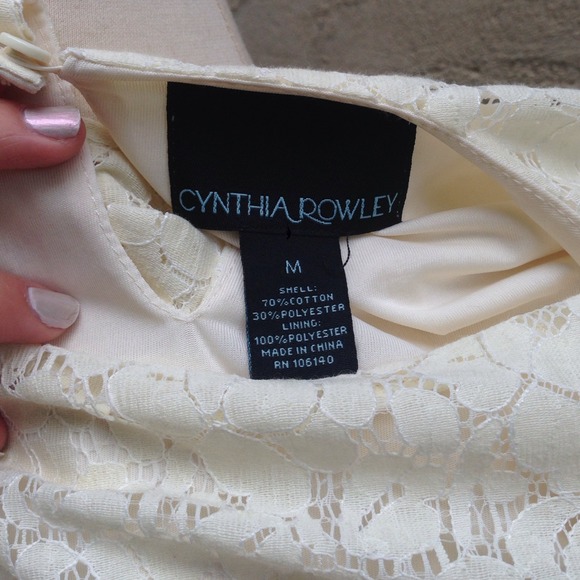 CYNTHIA ROWLEY
M
SHELL:
70%COTTON
30%POLYESTER
LINING:
100%POLYESTER
MADE IN CHINA
RN 106140